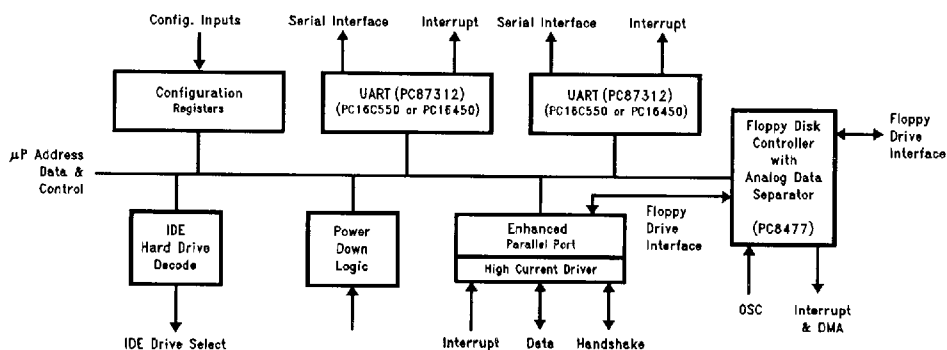 Config. Inputs
Serial Interface
Interrupt
Serial Interface
Interrupt
Configuration
Registers
UART (PC87312)
(PC16C550 or PC16450)
UART (PC87312)
(PC16C550 or PC16450)
Floppy Disk
Controller
with
Analog Data
Separator
(PC8477)
Floppy
Drive
Interface
µP Address
Data &
Control
IDE
Hard Drive
Decode
Power
Down
Logic
Enhanced
Parallel Port
High Current Driver
Floppy
Drive
Interface
IDE Drive Select
Interrupt
Data
Handshake
OSC
Interrupt
& DMA